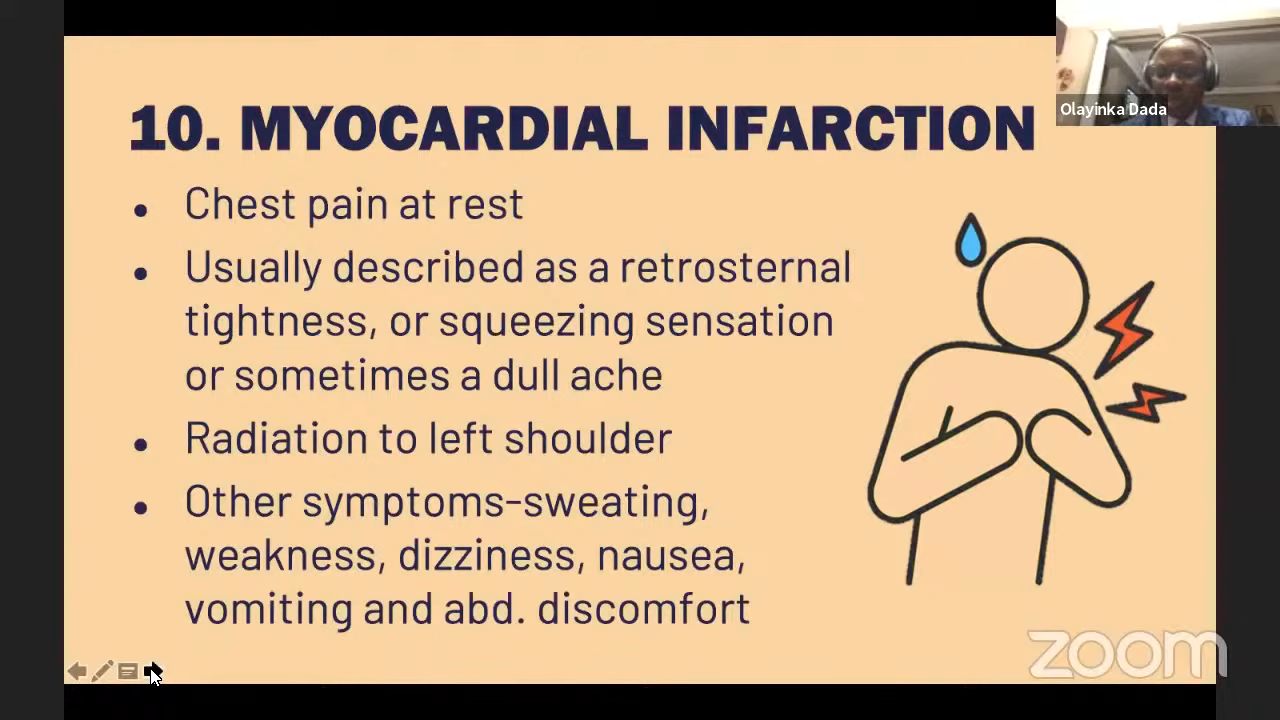 10. MYOCARDIAL INFARCTION
Olayinka Dada
• Chest pain at rest
• Usually described as a retrosternal
tightness, or squeezing sensation
or sometimes a dull ache
• Radiation to left shoulder
• Other symptoms-sweating,
weakness, dizziness, nausea,
vomiting and abd. discomfort
zoom